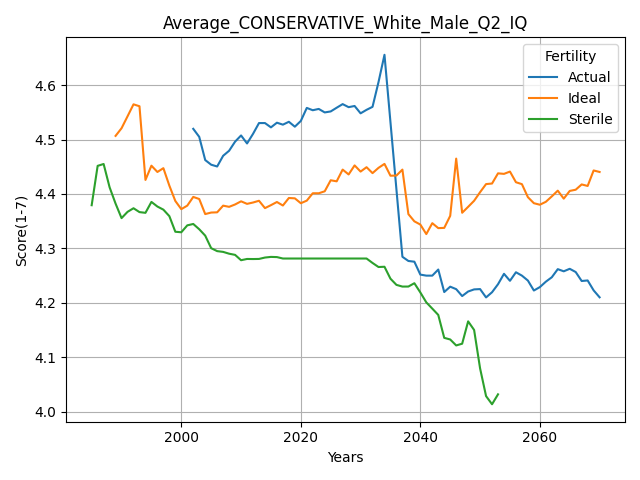 Average_CONSERVATIVE_White_Male_Q2_IQ
Fertility
Actual
Ideal
Sterile
Score(1-7)
4.6
4.5
4.4
4.3
4.2
4.1
4.0
2000 2020 2040 2060
Years